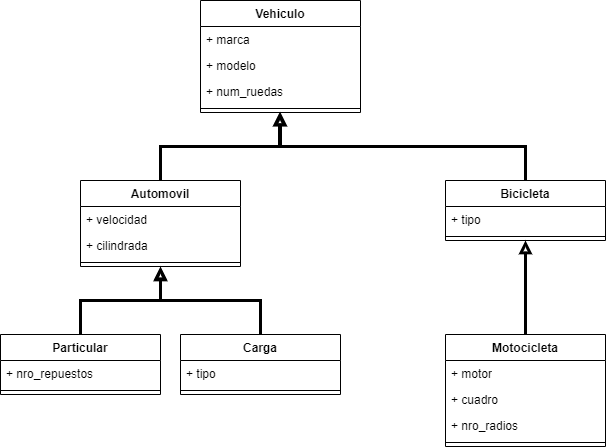 Vehiculo
+ marca
+ modelo
+ num_ruedas
Automovil
+ velocidad
+ cilindrada
Bicicleta
+ tipo
Particular
+ nro_repuestos
Carga
+ tipo
Motocicleta
+ motor
+ cuadro
+ nro_radios